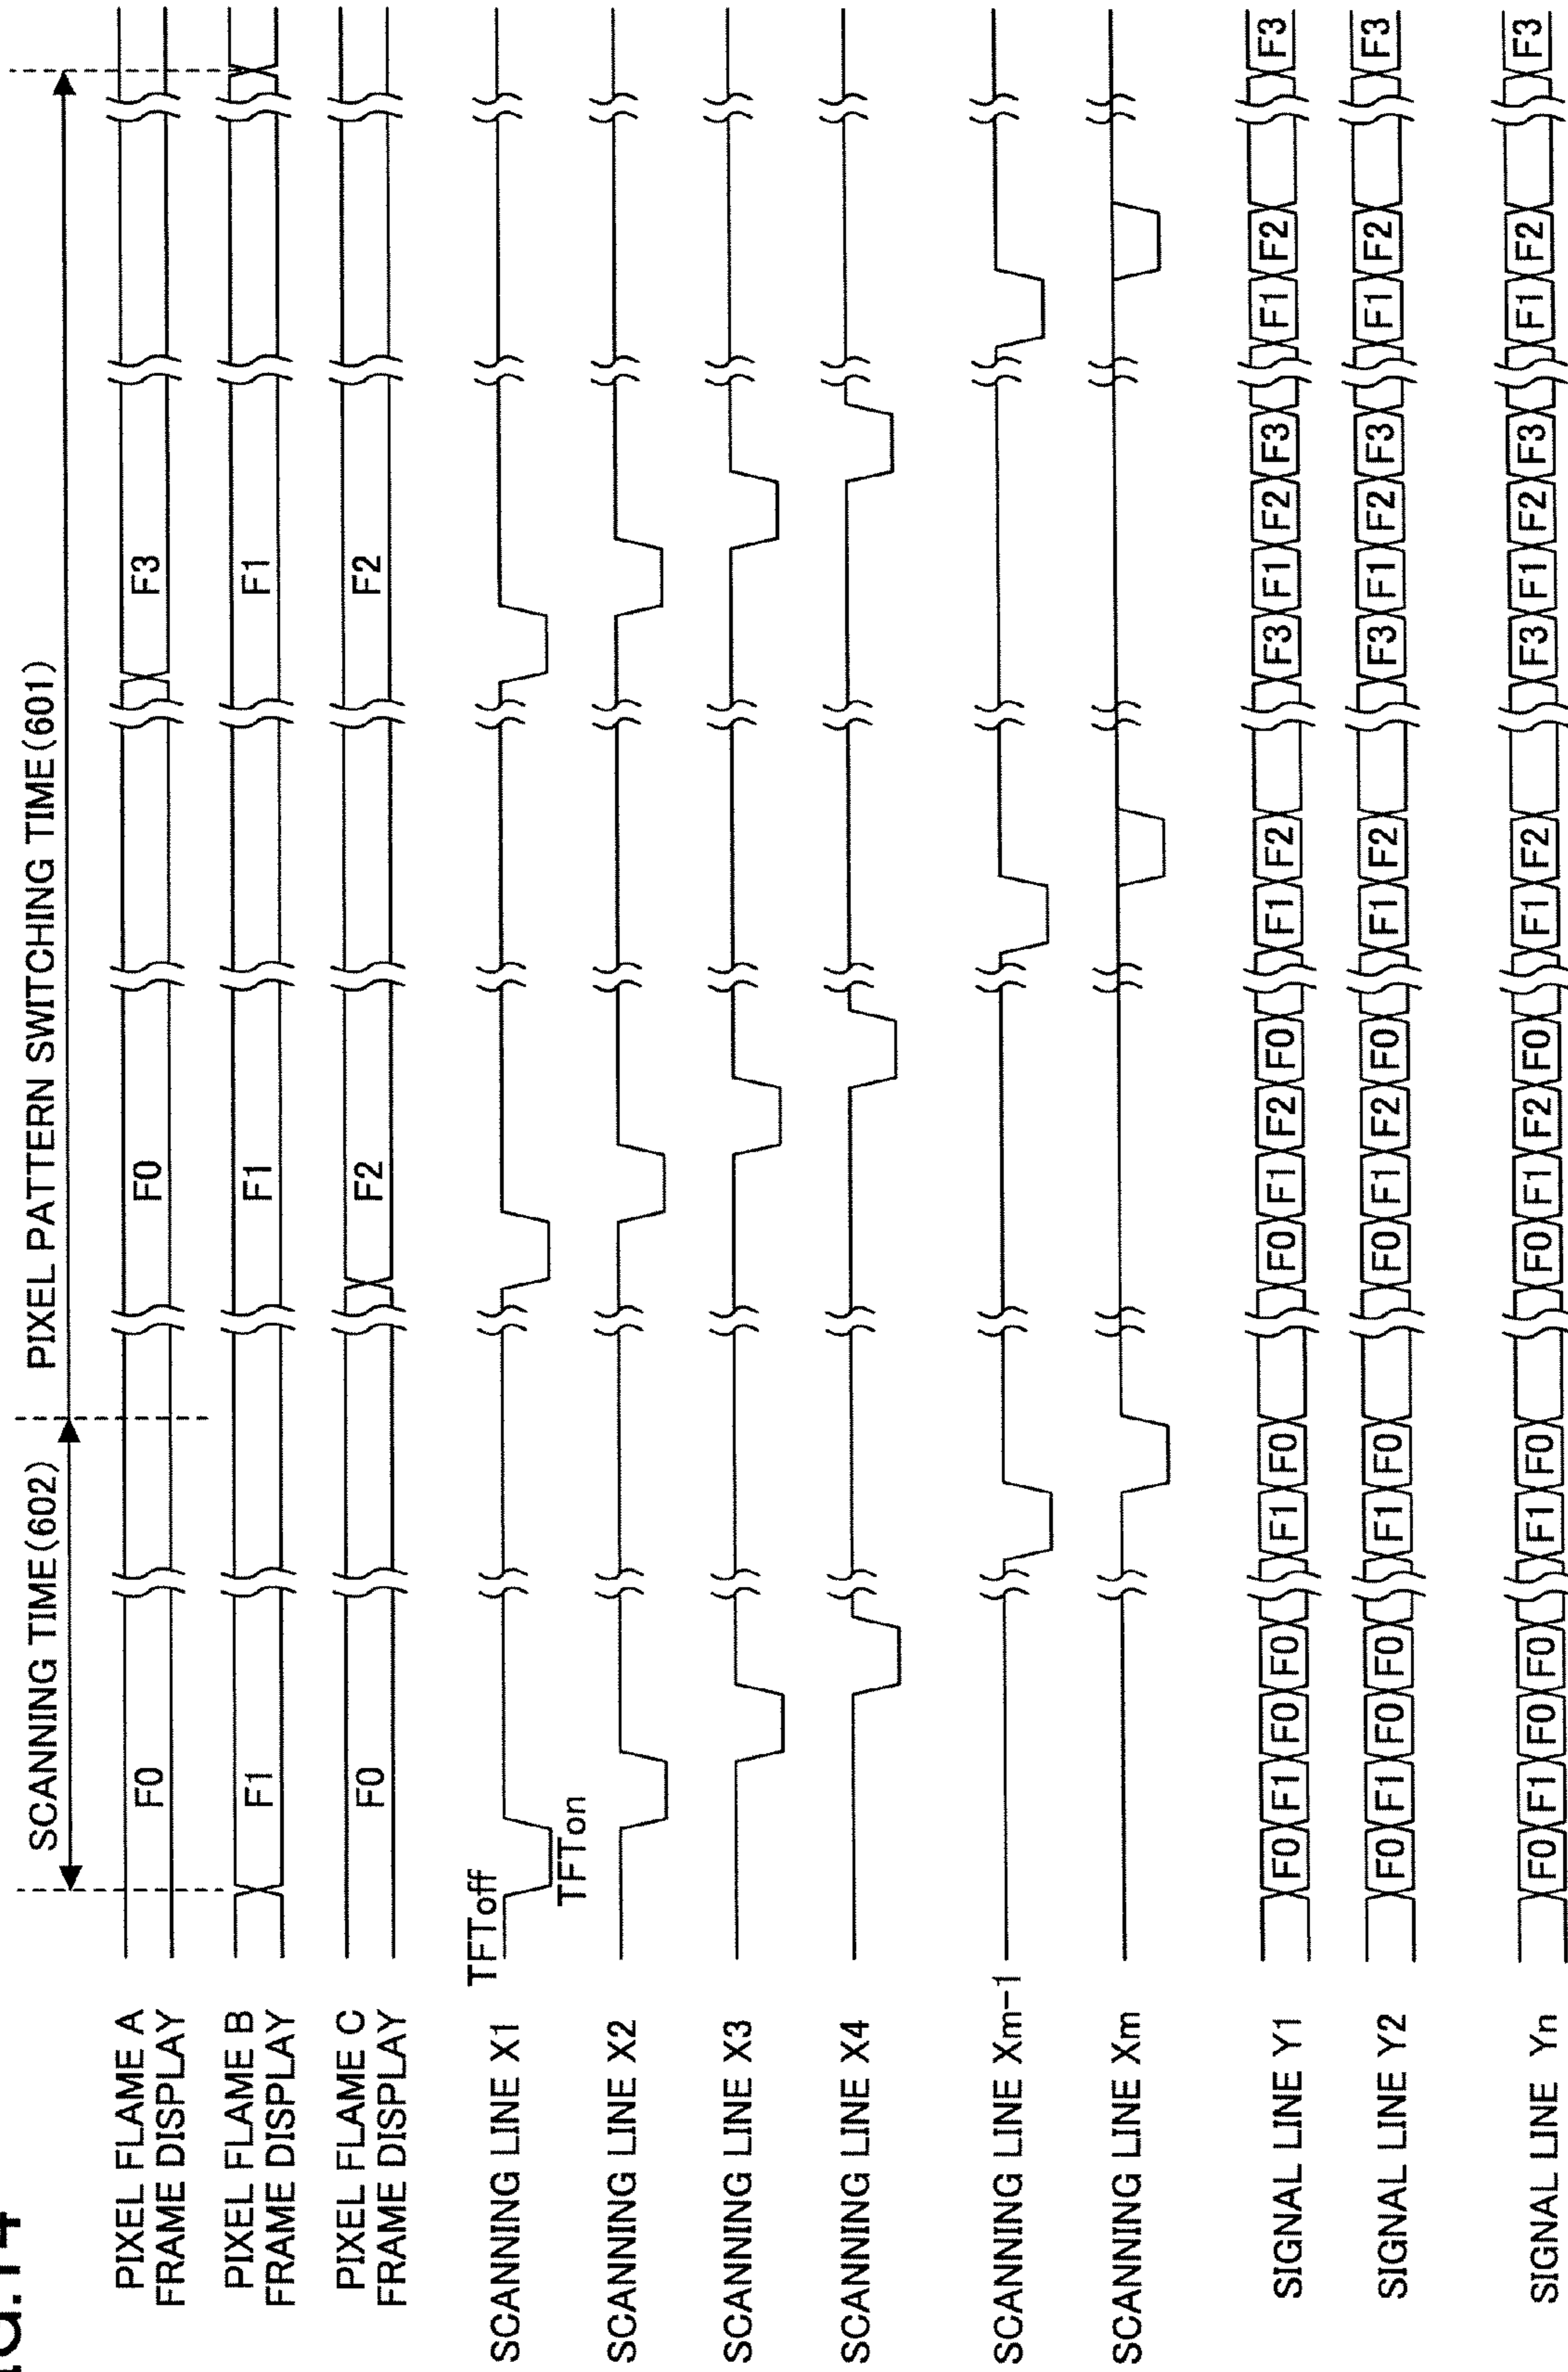 SCANNING TIME(602)
PIXEL PATTERN SWITCHING TIME(601)
PIXEL FLAME A
FRAME DISPLAY
F0
F0
F3
PIXEL FLAME B
FRAME DISPLAY
F1
F1
F1
PIXEL FLAME C
FRAME DISPLAY
F0
F2
F2
TFToff
TFTon
SCANNING LINE X1
SCANNING LINE X2
SCANNING LINE X3
SCANNING LINE X4
SCANNING LINE Xm-1
SCANNING LINE Xm
SIGNAL LINE Y1
F0 F1 F0 F0 F1 F0 F0 F1 F2 F0 F1 F2 F3 F1 F2 F3 F1 F2 F3
SIGNAL LINE Y2
F0 F1 F0 F0 F1 F0 F0 F1 F2 F0 F1 F2 F3 F1 F2 F3 F1 F2 F3
SIGNAL LINE Yn
F0 F1 F0 F0 F1 F0 F0 F1 F2 F0 F1 F2 F3 F1 F2 F3 F1 F2 F3